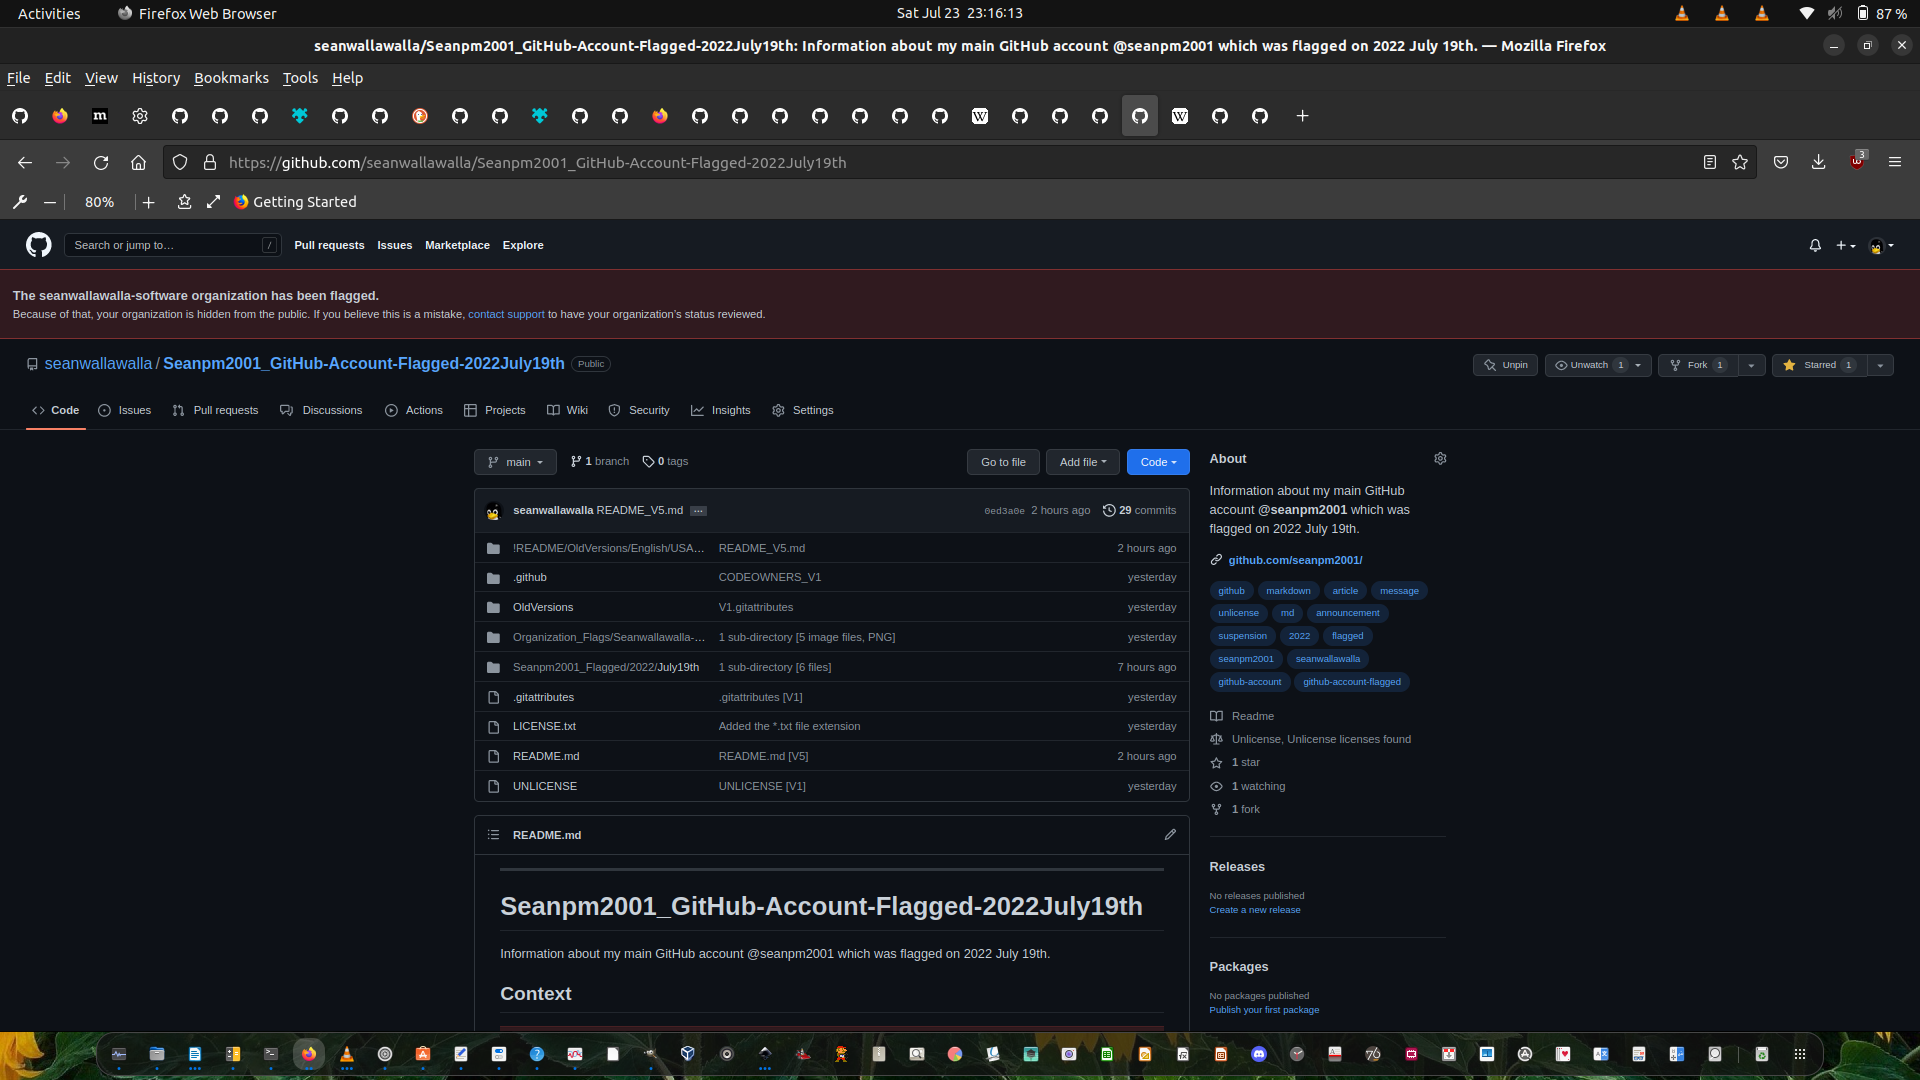 Activities
Firefox Web Browser
Sat Jul 23 23:16:13
87 %
seanwallawalla/Seanpm2001_GitHub-Account-Flagged-2022July19th: Information about my main GitHub account @seanpm2001 which was flagged on 2022 July 19th. — Mozilla Firefox
File Edit View History Bookmarks Tools Help
https://github.com/seanwallawalla/Seanpm2001_GitHub-Account-Flagged-2022July19th
3
80%
Getting Started
Search or jump to…
/
Pull requests Issues Marketplace Explore
The seanwallawalla-software organization has been flagged.
Because of that, your organization is hidden from the public. If you believe this is a mistake, contact support to have your organization's status reviewed.
seanwallawalla / Seanpm2001_GitHub-Account-Flagged-2022July19th Public
Unpin
Unwatch 1
Fork 1
Starred 1
Code Issues Pull requests Discussions Actions Projects Wiki Security Insights Settings
main
1 branch 0 tags
Go to file
Add file
Code
seanwallawalla README_V5.md ...
0ed3a0e 2 hours ago 29 commits
!README/OldVersions/English/USA… README_V5.md 2 hours ago
.github CODEOWNERS_V1 yesterday
OldVersions V1.gitattributes yesterday
Organization_Flags/Seanwallawalla-… 1 sub-directory [5 image files, PNG] yesterday
Seanpm2001_Flagged/2022/July19th 1 sub-directory [6 files] 7 hours ago
.gitattributes .gitattributes [V1] yesterday
LICENSE.txt Added the *.txt file extension yesterday
README.md README.md [V5] 2 hours ago
UNLICENSE UNLICENSE [V1] yesterday
README.md
Seanpm2001_GitHub-Account-Flagged-2022July19th
Information about my main GitHub account @seanpm2001 which was flagged on 2022 July 19th.
Context
About
Information about my main GitHub
account @seanpm2001 which was
flagged on 2022 July 19th.
github.com/seanpm2001/
github markdown article message
unlicense md announcement
suspension 2022 flagged
seanpm2001 seanwallawalla
github-account github-account-flagged
Readme
Unlicense, Unlicense licenses found
1 star
1 watching
1 fork
Releases
No releases published
Create a new release
Packages
No packages published
Publish your first package